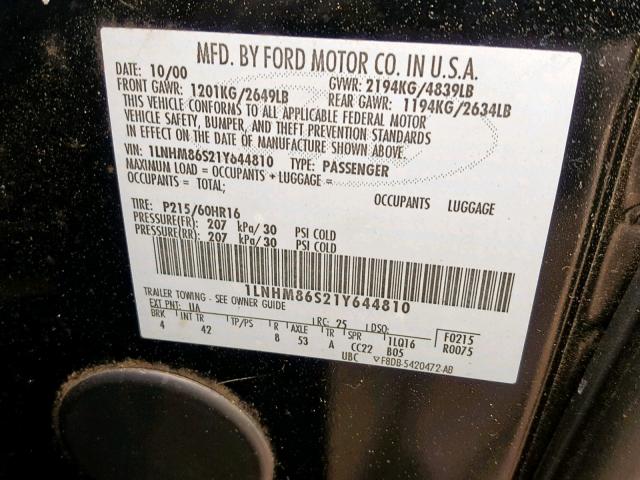 MFD. BY FORD MOTOR CO. IN U.S.A.
DATE: 10/00 GVWR: 2194KG/4839LB
FRONT GAWR: 1201KG/2649LB REAR GAWR: 1194KG/2634LB
THIS VEHICLE CONFORMS TO ALL APPLICABLE FEDERAL MOTOR
VEHICLE SAFETY, BUMPER, AND THEFT PREVENTION STANDARDS
IN EFFECT ON THE DATE OF MANUFACTURE SHOWN ABOVE.
VIN: 1LNHM86S21Y644810 TYPE: PASSENGER
MAXIMUM LOAD = OCCUPANTS + LUGGAGE = OCCUPANTS LUGGAGE
OCCUPANTS = TOTAL;
TIRE: P215/60HR16
PRESSURE(FR): 207 kPa/30 PSI COLD
PRESSURE(RR): 207 kPa/30 PSI COLD
1LNHM86S21Y644810
TRAILER TOWING - SEE OWNER GUIDE
EXT PNT: UA RC: 25 DSO:
BRK INT TR TP/PS R AXLE TR SPR 1LQ16 F0215
4 42 8 53 A CC22 B05 R0075
UBC F8DB-5420472-AB